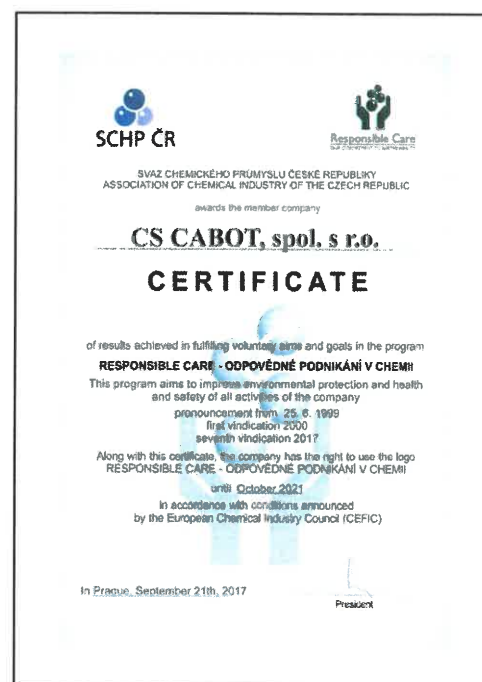 SCHP ČR
Responsible Care
OUR COMMITMENT TO SUSTAINABILITY
SVAZ CHEMICKÉHO PRŮMYSLU ČESKÉ REPUBLIKY
ASSOCIATION OF CHEMICAL INDUSTRY OF THE CZECH REPUBLIC
awards the member company
CS CABOT, spol. s r.o.
CERTIFICATE
of results achieved in fulfilling voluntary aims and goals in the program
RESPONSIBLE CARE - ODPOVĚDNÉ PODNIKÁNÍ V CHEMII
This program aims to improve environmental protection and health
and safety of all activities of the company
pronouncement from 25. 6. 1999
first vindication 2000
seventh vindication 2017
Along with this certificate, the company has the right to use the logo
RESPONSIBLE CARE - ODPOVĚDNÉ PODNIKÁNÍ V CHEMII
until October 2021
in accordance with conditions announced
by the European Chemical Industry Council (CEFIC)
In Prague, September 21th, 2017
President